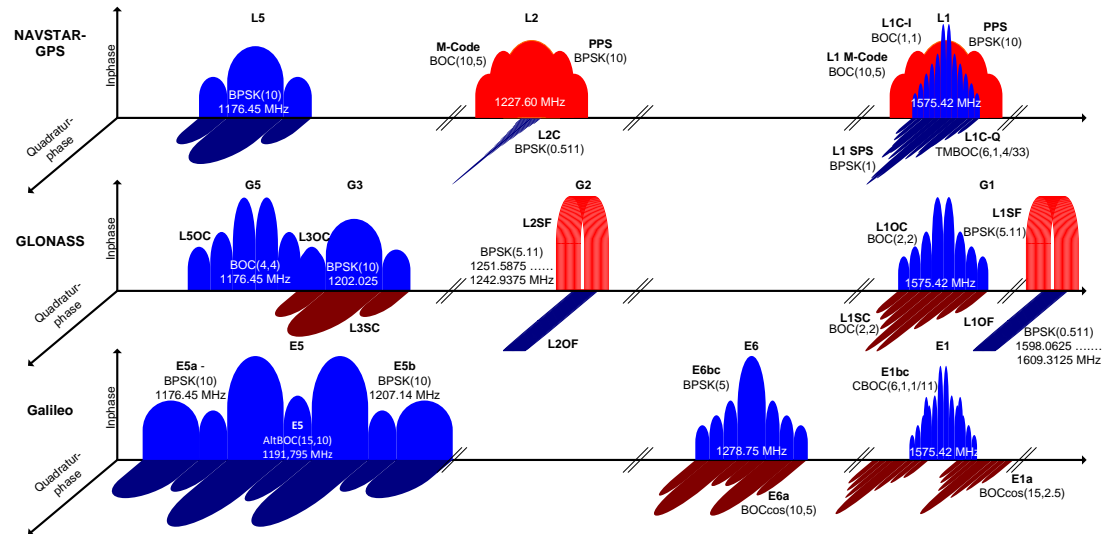 NAVSTAR-
GPS
Inphase
Quadratur-
phase
L5
BPSK(10)
1176.45 MHz
L2
M-Code
BOC(10,5)
PPS
BPSK(10)
1227.60 MHz
L2C
BPSK(0.511)
L1C-I
BOC(1,1)
L1
PPS
BPSK(10)
L1 M-Code
BOC(10,5)
1575.42 MHz
L1 SPS
BPSK(1)
L1C-Q
TMBOC(6,1,4/33)
GLONASS
Inphase
Quadratur-
phase
G5
G3
L5OC
L3OC
BOC(4,4)
1176.45 MHz
BPSK(10)
1202.025
L3SC
G2
L2SF
BPSK(5.11)
1251.5875 ......
1242.9375 MHz
L2OF
G1
L1OC
BOC(2,2)
L1SF
BPSK(5.11)
1575.42 MHz
L1SC
BOC(2,2)
L1OF
BPSK(0.511)
1598.0625 .......
1609.3125 MHz
Galileo
Inphase
Quadratur-
phase
E5
E5a -
BPSK(10)
1176.45 MHz
E5b
BPSK(10)
1207.14 MHz
E5
AltBOC(15,10)
1191,795 MHz
E6
E6bc
BPSK(5)
1278.75 MHz
E6a
BOCcos(10,5)
E1
E1bc
CBOC(6,1,1/11)
1575.42 MHz
E1a
BOCcos(15,2.5)